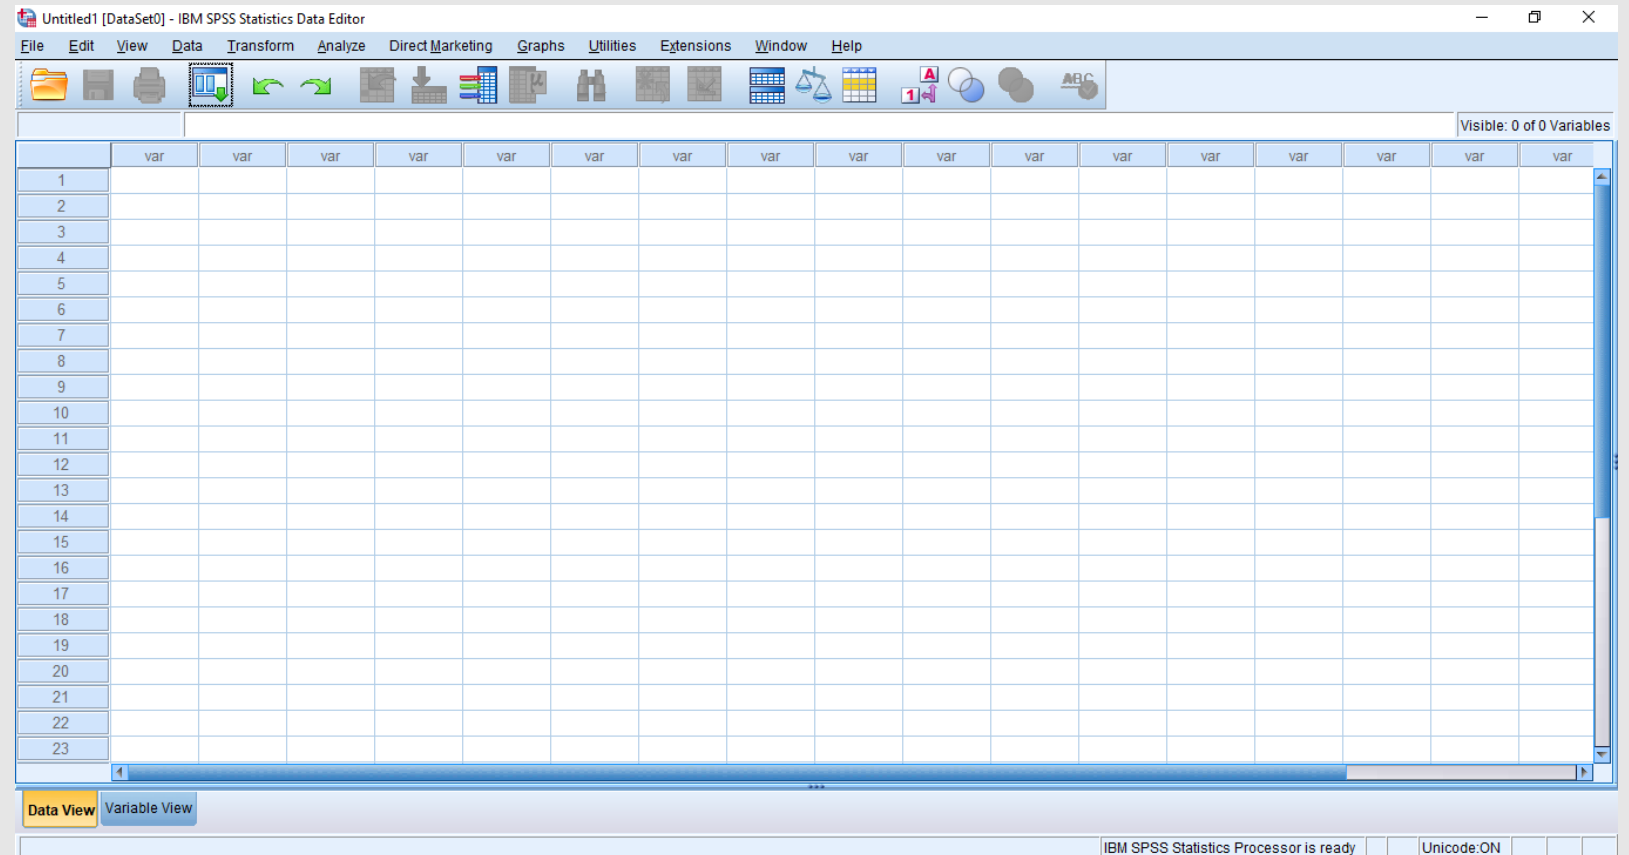 Untitled1 [DataSet0] - IBM SPSS Statistics Data Editor
File Edit View Data Transform Analyze Direct Marketing Graphs Utilities Extensions Window Help
A
1
μ
ABC
Visible: 0 of 0 Variables
var var var var var var var var var var var var var var var var var
1
2
3
4
5
6
7
8
9
10
11
12
13
14
15
16
17
18
19
20
21
22
23
Data View Variable View
IBM SPSS Statistics Processor is ready Unicode:ON